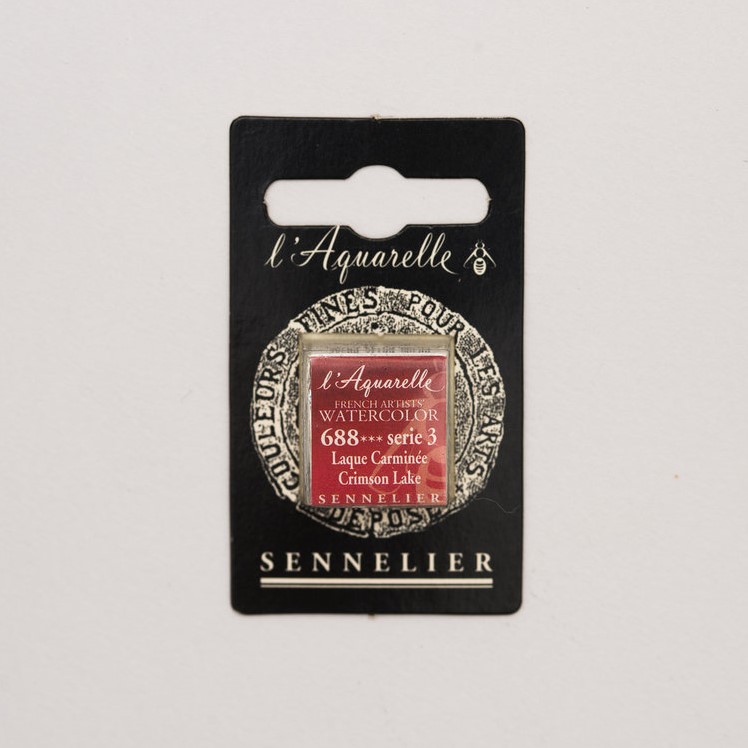 l'Aquarelle
COULEURS FINES POUR LES ARTS
l'Aquarelle
FRENCH ARTISTS'
WATERCOLOR
688*** serie 3
Laque Carminée
Crimson Lake
SENNELIER
DÉPOSÉ
SENNELIER